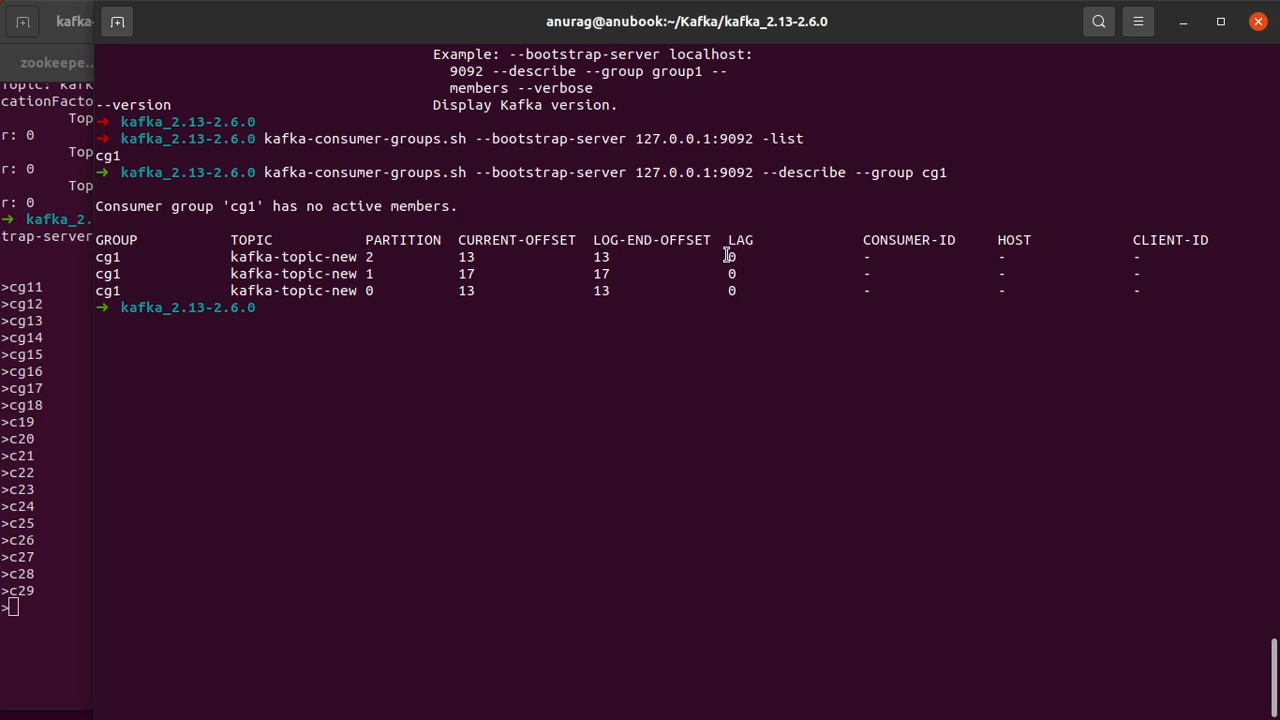 kafka-
anurag@anubook:~/Kafka/kafka_2.13-2.6.0
zookeepe..
Topic: kafk
cationFacto
Top
r: 0
Top
r: 0
Top
r: 0
➜ kafka_2.
trap-server
>cg11
>cg12
>cg13
>cg14
>cg15
>cg16
>cg17
>cg18
>c19
>c20
>c21
>c22
>c23
>c24
>c25
>c26
>c27
>c28
>c29
>
Example: --bootstrap-server localhost:
9092 --describe --group group1 --
members --verbose
--version Display Kafka version.
➜ kafka_2.13-2.6.0
➜ kafka_2.13-2.6.0 kafka-consumer-groups.sh --bootstrap-server 127.0.0.1:9092 -list
cg1
➜ kafka_2.13-2.6.0 kafka-consumer-groups.sh --bootstrap-server 127.0.0.1:9092 --describe --group cg1
Consumer group 'cg1' has no active members.
GROUP TOPIC PARTITION CURRENT-OFFSET LOG-END-OFFSET LAG CONSUMER-ID HOST CLIENT-ID
cg1 kafka-topic-new 2 13 13 0 - - -
cg1 kafka-topic-new 1 17 17 0 - - -
cg1 kafka-topic-new 0 13 13 0 - - -
➜ kafka_2.13-2.6.0